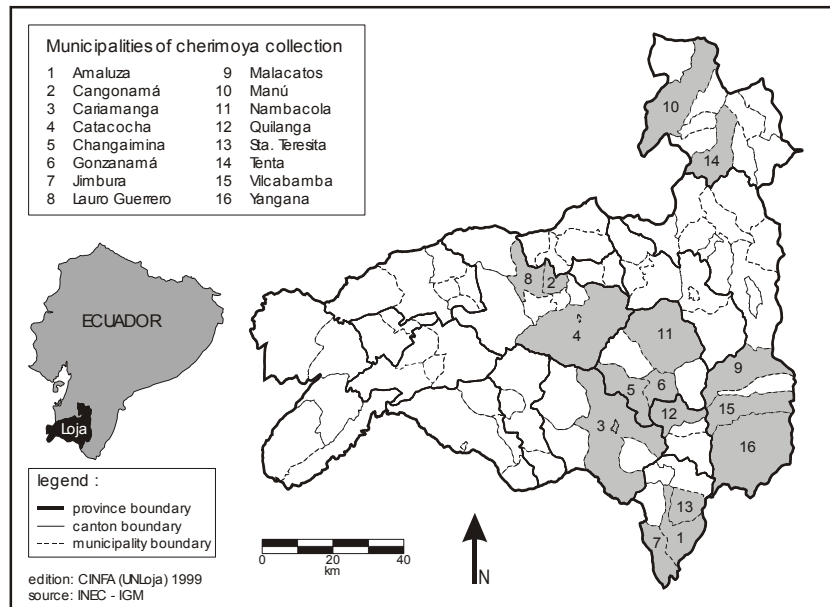 Municipalities of cherimoya collection
1 Amaluza
2 Cangonamá
3 Cariamanga
4 Catacocha
5 Changaimina
6 Gonzanamá
7 Jimbura
8 Lauro Guerrero
9 Malacatos
10 Manú
11 Nambacola
12 Quilanga
13 Sta. Teresita
14 Tenta
15 Vilcabamba
16 Yangana
10
14
8 2
4
11
9
5 6
15
12
3
16
13
7 1
ECUADOR
Loja
legend :
province boundary
canton boundary
municipality boundary
0 20 40
km
N
edition: CINFA (UNLoja) 1999
source: INEC - IGM